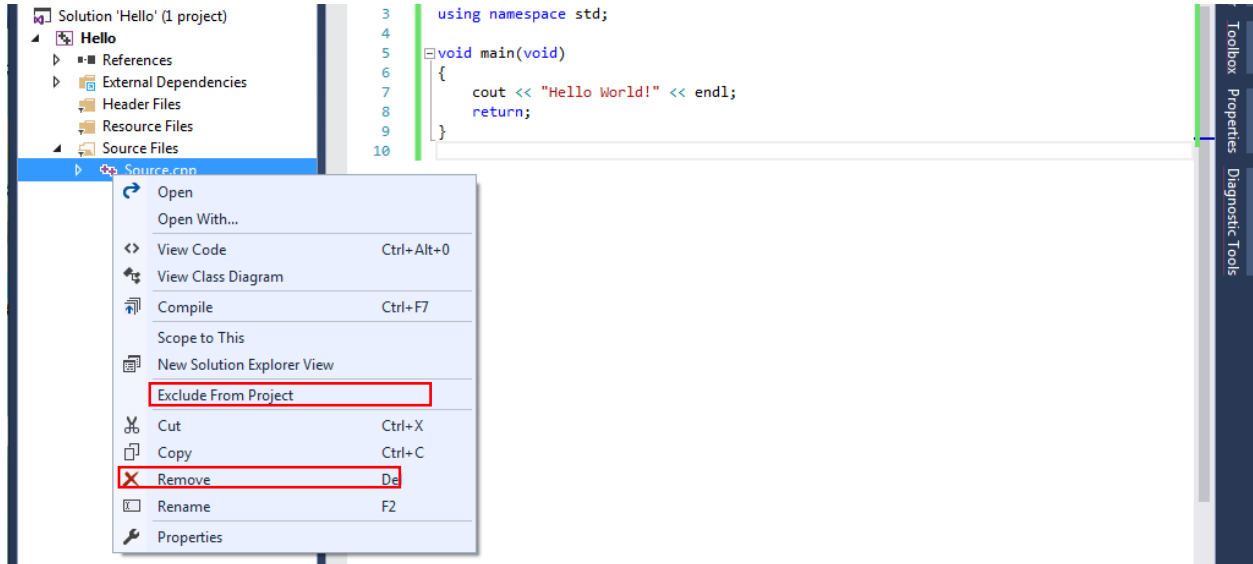 Solution 'Hello' (1 project)
Hello
References
External Dependencies
Header Files
Resource Files
Source Files
Source.cpp
3 using namespace std;
4
5 void main(void)
6 {
7 cout << "Hello World!" << endl;
8 return;
9 }
10
Open
Open With...
View Code Ctrl+Alt+0
View Class Diagram
Compile Ctrl+F7
Scope to This
New Solution Explorer View
Exclude From Project
Cut Ctrl+X
Copy Ctrl+C
Remove De
Rename F2
Properties
Toolbox
Properties
Diagnostic Tools